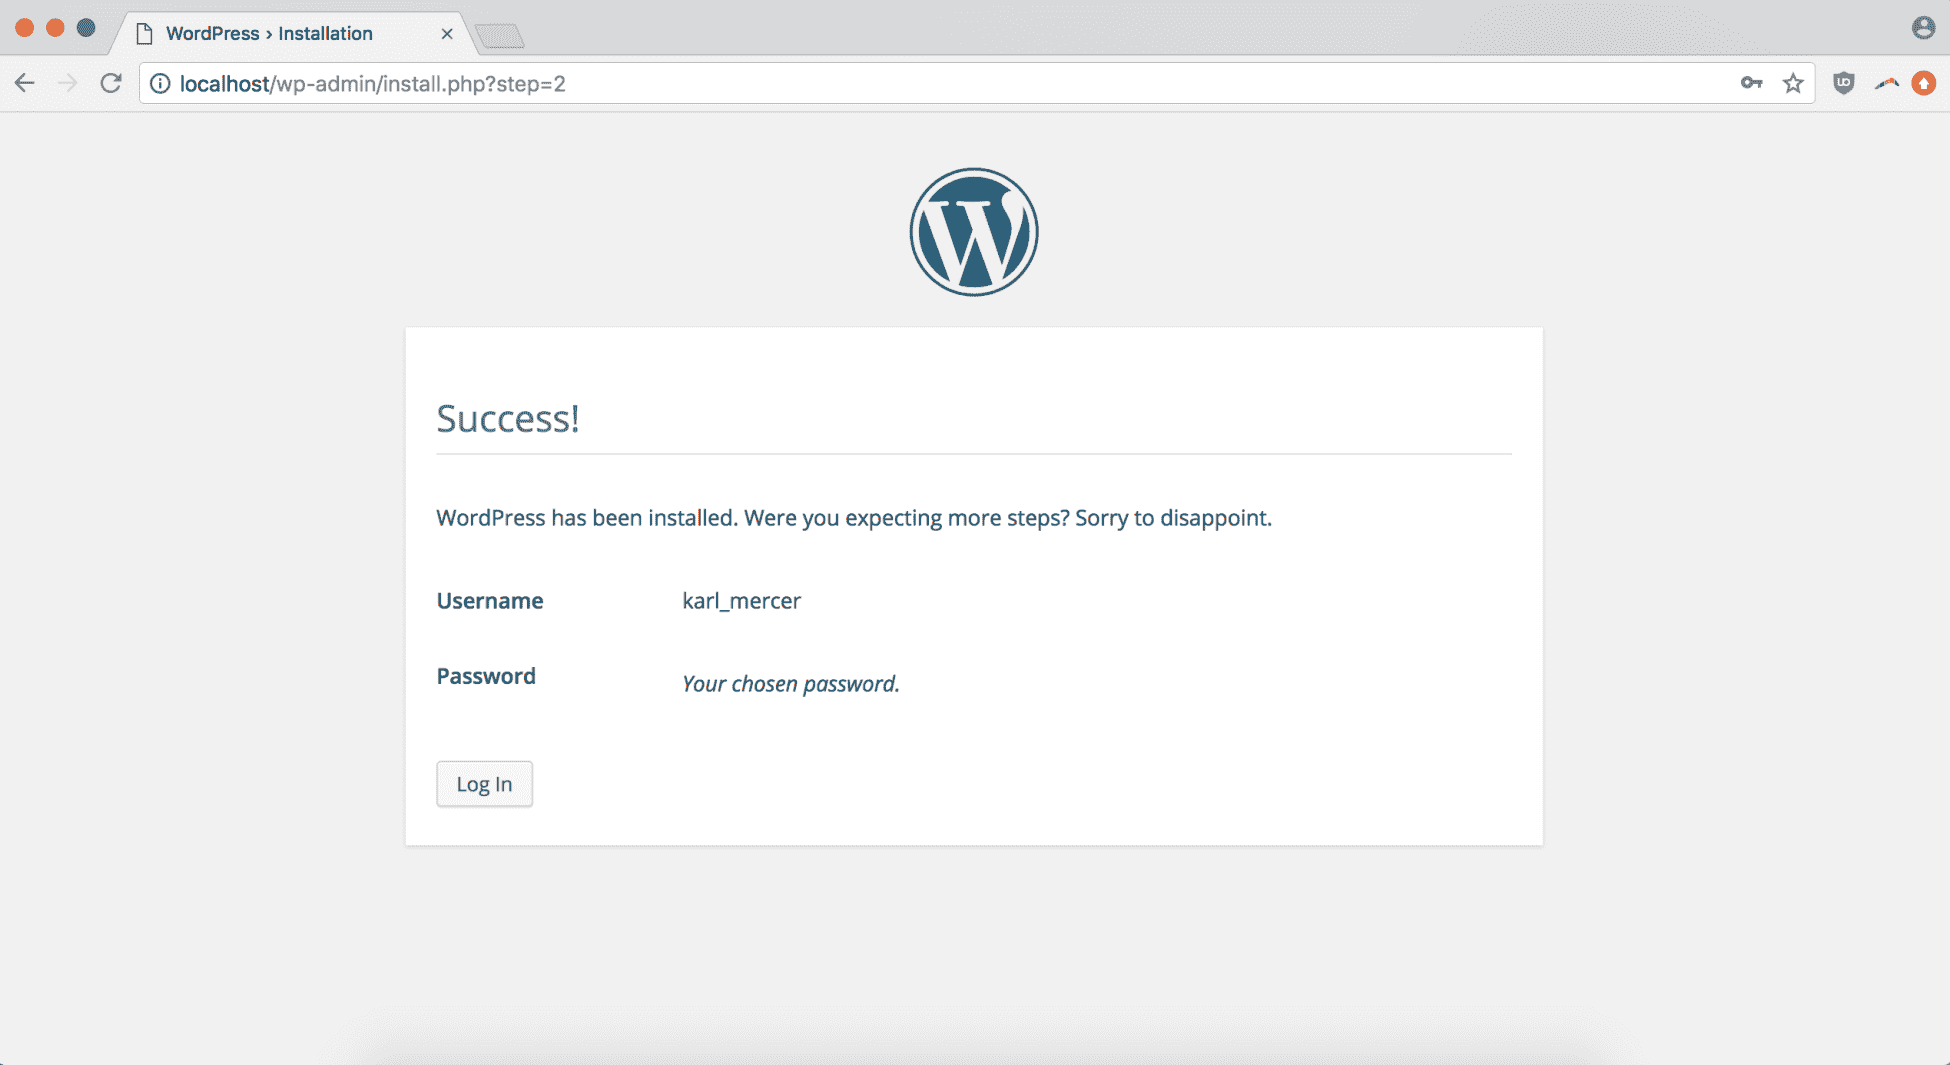 WordPress › Installation
localhost/wp-admin/install.php?step=2
Success!
WordPress has been installed. Were you expecting more steps? Sorry to disappoint.
Username karl_mercer
Password Your chosen password.
Log In